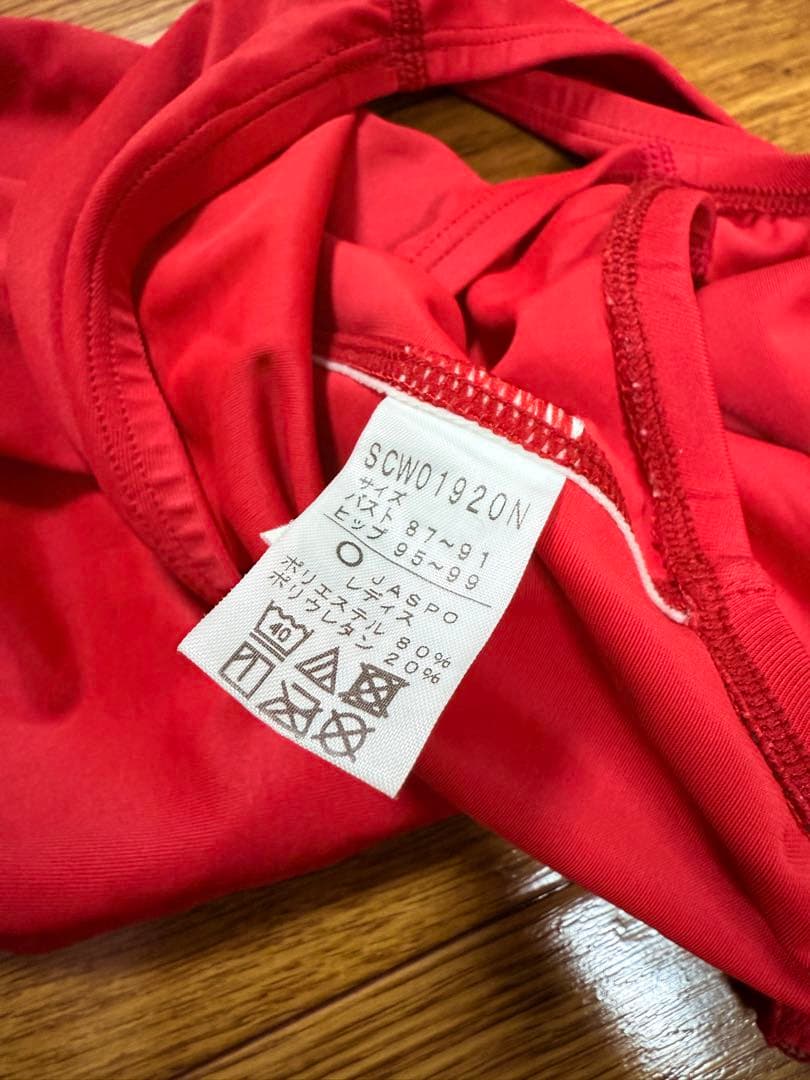 SCW01920N
サイズ
バスト 87~91
ヒップ 95~99
O JASPO
レディス
ポリエステル 80%
ポリウレタン 20%
40